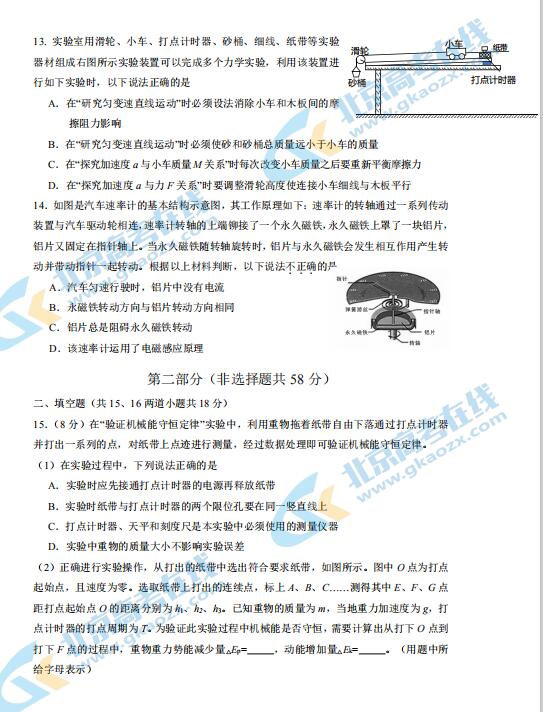 13. 实验室用滑轮、小车、打点计时器、砂桶、细线、纸带等实验
器材组成右图所示实验装置可以完成多个力学实验，利用该装置进
行如下实验时，以下说法正确的是
A．在“研究匀变速直线运动”时必须设法消除小车和木板间的摩
擦阻力影响
B．在“研究匀变速直线运动”时必须使砂和砂桶总质量远小于小车的质量
C．在“探究加速度 a 与小车质量 M 关系”时每次改变小车质量之后要重新平衡摩擦力
D．在“探究加速度 a 与力 F 关系”时要调整滑轮高度使连接小车细线与木板平行
滑轮
小车
纸带
砂桶
打点计时器
14. 如图是汽车速率计的基本结构示意图，其工作原理如下：速率计的转轴通过一系列传动
装置与汽车驱动轮相连，速率计转轴的上端铆接了一个永久磁铁，永久磁铁上罩了一块铝片，
铝片又固定在指针轴上。当永久磁铁随转轴旋转时，铝片与永久磁铁会发生相互作用产生转
动并带动指针一起转动。根据以上材料判断，以下说法不正确的是
A．汽车匀速行驶时，铝片中没有电流
B．永磁铁转动方向与铝片转动方向相同
C．铝片总是阻碍永久磁铁转动
D．该速率计运用了电磁感应原理
指针
弹簧游丝
指针轴
永久磁铁
铝片
转轴
第二部分（非选择题共 58 分）
二、填空题（共 15、16 两道小题共 18 分）
15．（8 分）在“验证机械能守恒定律”实验中，利用重物拖着纸带自由下落通过打点计时器
并打出一系列的点，对纸带上点迹进行测量，经过数据处理即可验证机械能守恒定律。
（1）在实验过程中，下列说法正确的是
A．实验时应先接通打点计时器的电源再释放纸带
B．实验时纸带与打点计时器的两个限位孔要在同一竖直线上
C．打点计时器、天平和刻度尺是本实验中必须使用的测量仪器
D．实验中重物的质量大小不影响实验误差
（2）正确进行实验操作，从打出的纸带中选出符合要求纸带，如图所示。图中 O 点为打点
起始点，且速度为零。选取纸带上打出的连续点，标上 A、B、C……测得其中 E、F、G 点
距打点起始点 O 的距离分别为 h₁、h₂、h₃。已知重物的质量为 m，当地重力加速度为 g，打
点计时器的打点周期为 T。为验证此实验过程中机械能是否守恒，需要计算出从打下 O 点到
打下 F 点的过程中，重物重力势能减少量△Ep=_____，动能增加量△Ek=_____。（用题中所
给字母表示）
北京高考在线
www.gkaozx.com
北京高考在线
www.gkaozx.com
北京高考在线
www.gkaozx.com
北京高考在线
www.gkaozx.com